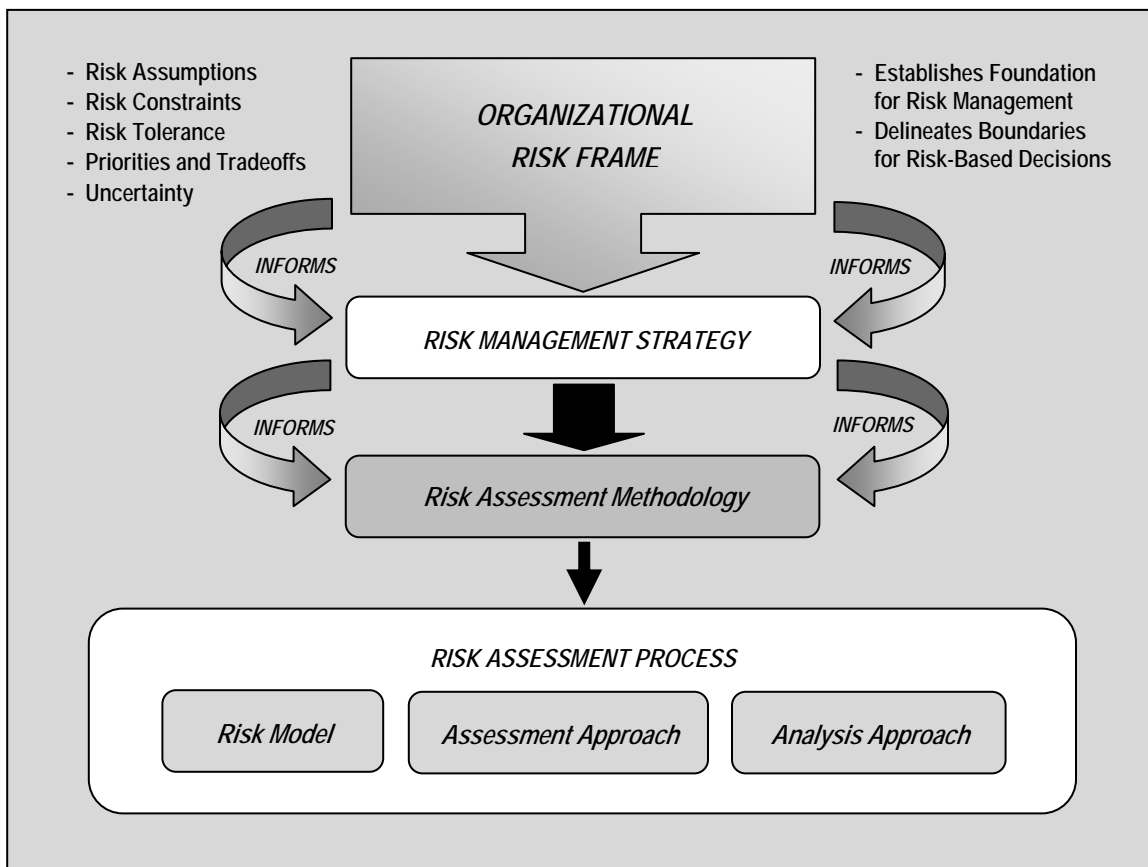 - Risk Assumptions
- Risk Constraints
- Risk Tolerance
- Priorities and Tradeoffs
- Uncertainty
ORGANIZATIONAL
RISK FRAME
- Establishes Foundation
for Risk Management
- Delineates Boundaries
for Risk-Based Decisions
INFORMS
INFORMS
RISK MANAGEMENT STRATEGY
INFORMS
INFORMS
Risk Assessment Methodology
RISK ASSESSMENT PROCESS
Risk Model
Assessment Approach
Analysis Approach